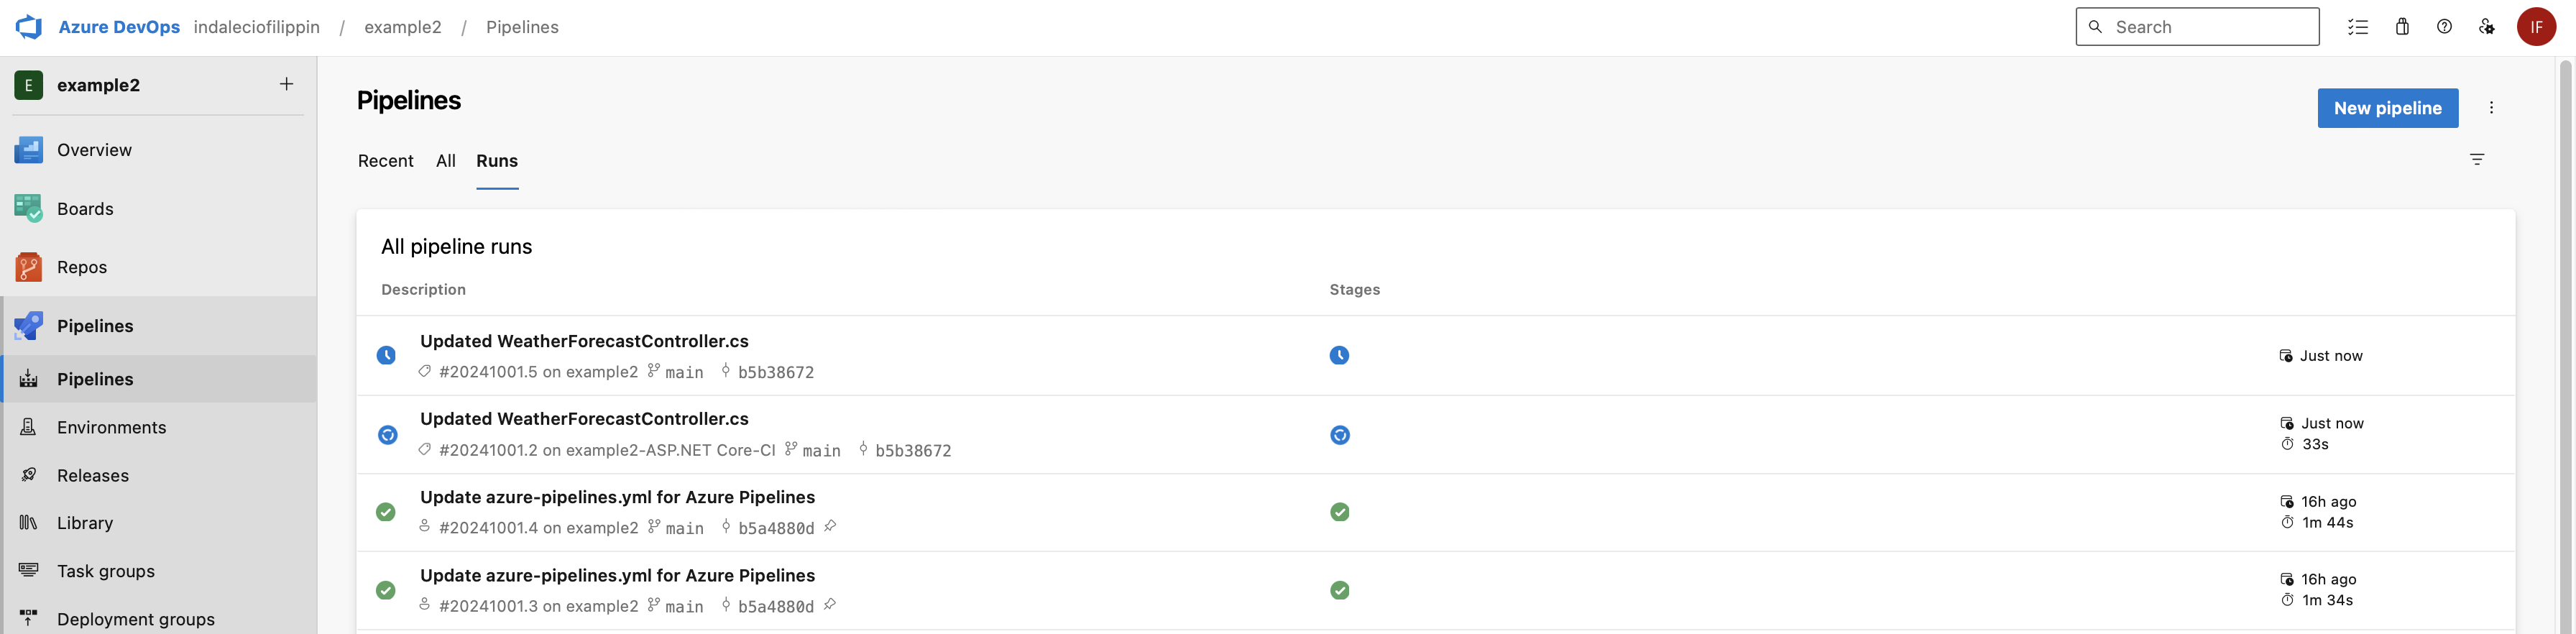 Azure DevOps indaleciofilippin / example2 / Pipelines
Search
IF
E example2
Overview
Boards
Repos
Pipelines
Pipelines
Environments
Releases
Library
Task groups
Deployment groups
Pipelines
New pipeline
Recent All Runs
All pipeline runs
Description Stages
Updated WeatherForecastController.cs
#20241001.5 on example2 main b5b38672
Just now
Updated WeatherForecastController.cs
#20241001.2 on example2-ASP.NET Core-CI main b5b38672
Just now
33s
Update azure-pipelines.yml for Azure Pipelines
#20241001.4 on example2 main b5a4880d
16h ago
1m 44s
Update azure-pipelines.yml for Azure Pipelines
#20241001.3 on example2 main b5a4880d
16h ago
1m 34s